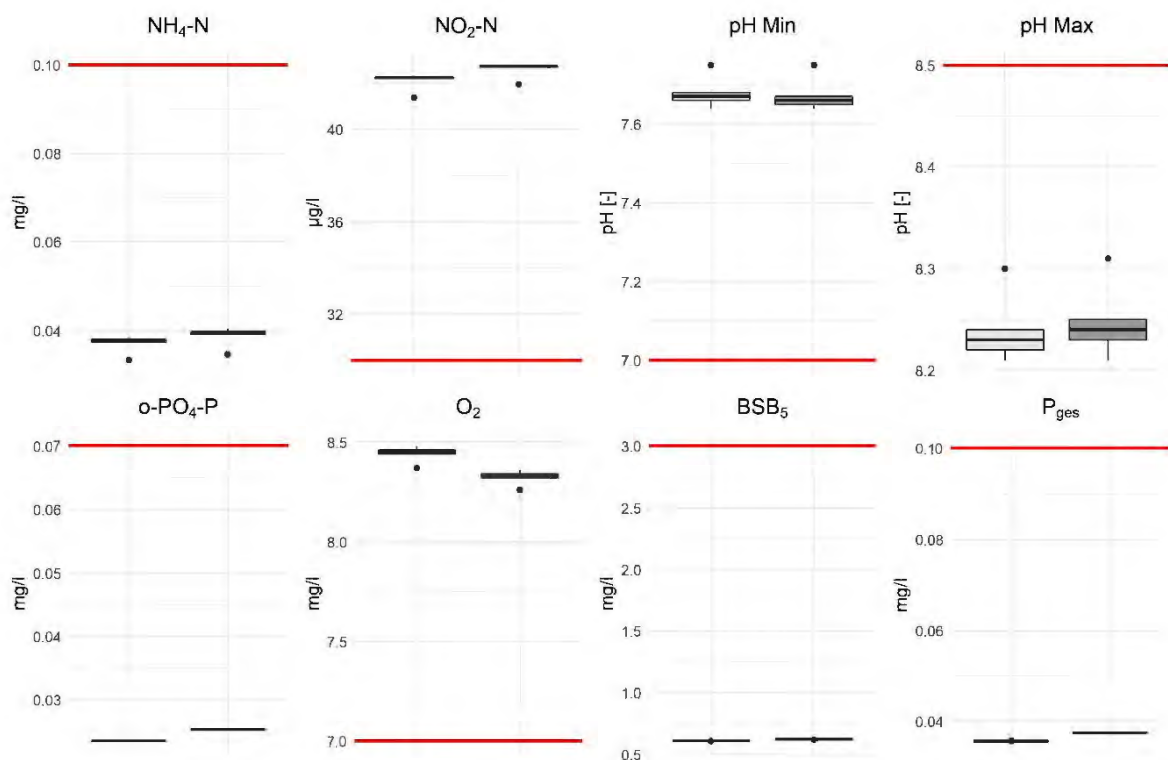 NH₄-N
NO₂-N
pH Min
pH Max
mg/l
0.10
0.08
0.06
0.04
µg/l
40
36
32
pH [-]
7.6
7.4
7.2
7.0
pH [-]
8.5
8.4
8.3
8.2
o-PO₄-P
O₂
BSB₅
P_ges
mg/l
0.07
0.06
0.05
0.04
0.03
mg/l
8.5
8.0
7.5
7.0
mg/l
3.0
2.5
2.0
1.5
1.0
0.5
mg/l
0.10
0.08
0.06
0.04